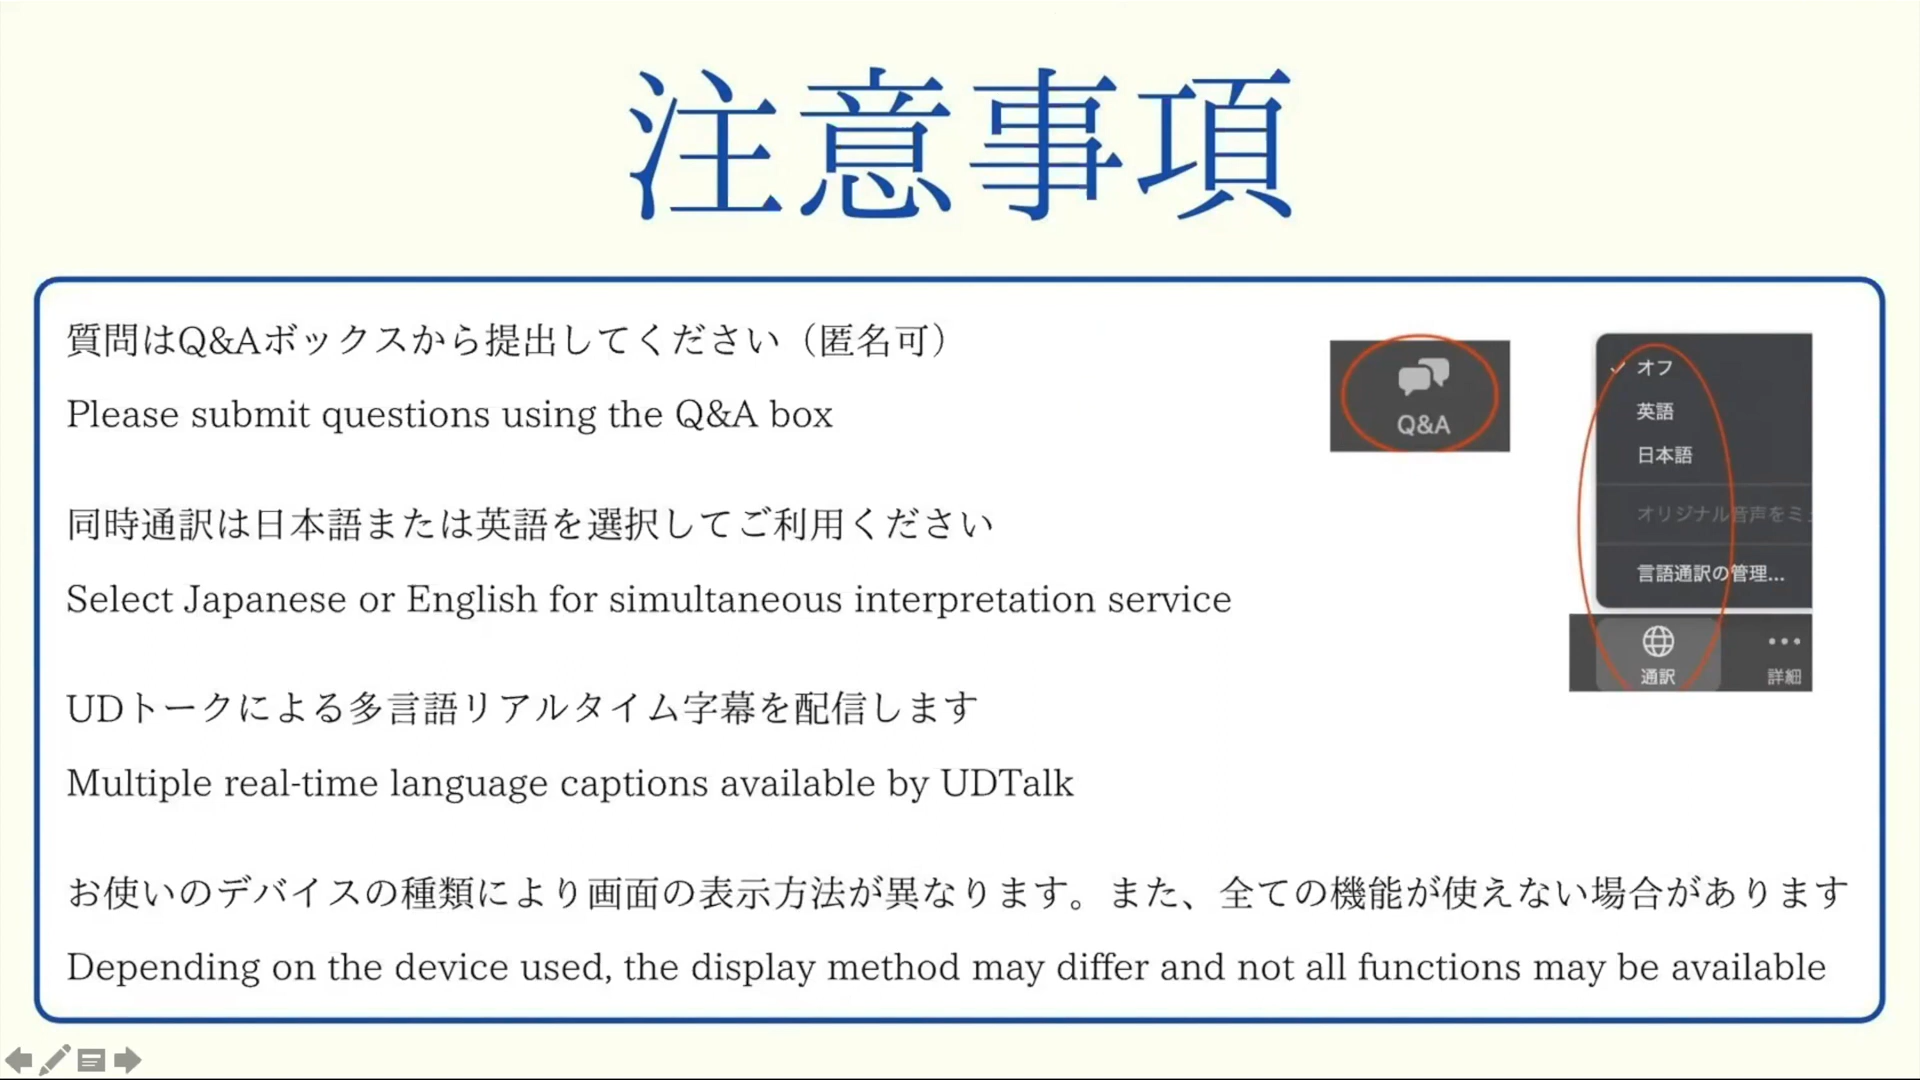 注意事項
質問はQ&Aボックスから提出してください（匿名可）
Please submit questions using the Q&A box
同時通訳は日本語または英語を選択してご利用ください
Select Japanese or English for simultaneous interpretation service
UDトークによる多言語リアルタイム字幕を配信します
Multiple real-time language captions available by UDTalk
お使いのデバイスの種類により画面の表示方法が異なります。また、全ての機能が使えない場合があります
Depending on the device used, the display method may differ and not all functions may be available
Q&A
✓ オフ
英語
日本語
オリジナル音声をミ
言語通訳の管理...
通訳
詳細